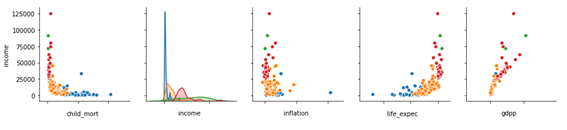 125000
100000
75000
50000
25000
0
income
child_mort
income
inflation
life_expec
gdpp